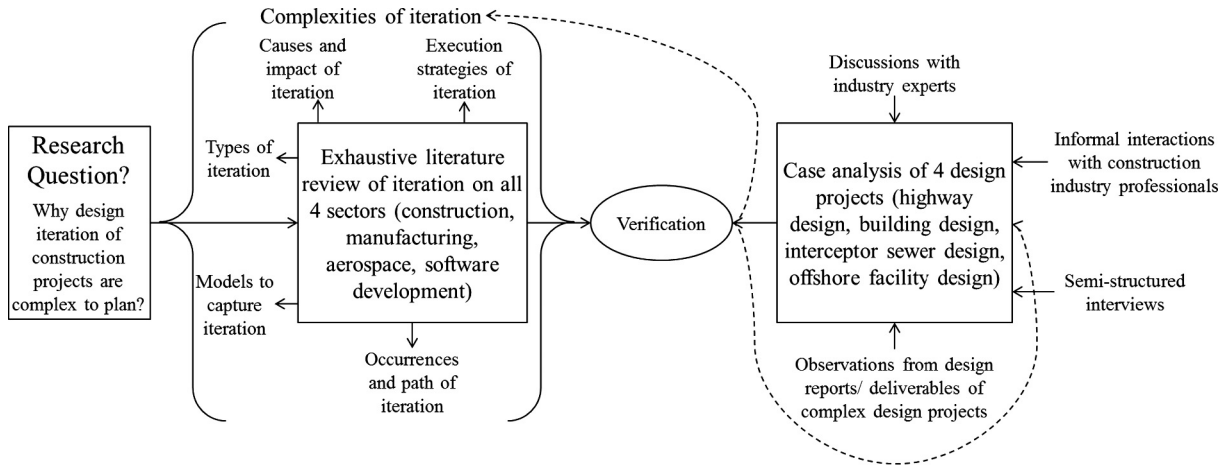 Complexities of iteration
Causes and
impact of
iteration
Execution
strategies of
iteration
Research
Question?
Why design
iteration of
construction
projects are
complex to plan?
Types of
iteration
Models to
capture
iteration
Exhaustive literature
review of iteration on all
4 sectors (construction,
manufacturing,
aerospace, software
development)
Occurrences
and path of
iteration
Verification
Discussions with
industry experts
Case analysis of 4 design
projects (highway
design, building design,
interceptor sewer design,
offshore facility design)
Informal interactions
with construction
industry professionals
Semi-structured
interviews
Observations from design
reports/ deliverables of
complex design projects